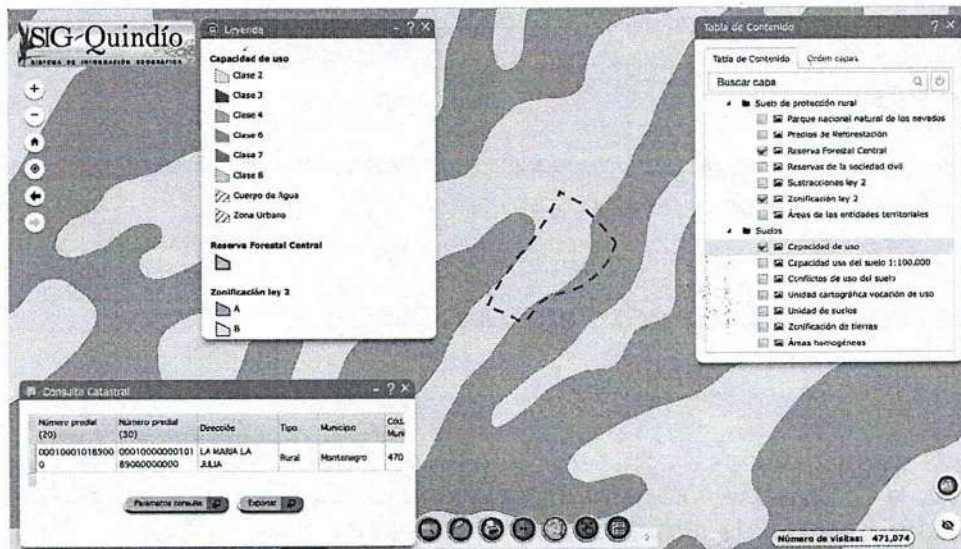 SIG-Quindío
SISTEMA DE INFORMACIÓN GEOGRÁFICA
Leyenda
Capacidad de uso
Clase 2
Clase 3
Clase 4
Clase 6
Clase 7
Clase 8
Cuerpo de Agua
Zona Urbana
Reserva Forestal Central
Zonificación ley 2
A
B
Tabla de Contenido
Tabla de Contenido Orden capas
Buscar capa
Suelo de protección rural
Parque nacional natural de los nevados
Predios de Reforestación
Reserva Forestal Central
Reservas de la sociedad civil
Sustracciones ley 2
Zonificación ley 2
Áreas de las entidades territoriales
Suelos
Capacidad de uso
Capacidad uso del suelo 1:100.000
Conflictos de uso del suelo
Unidad cartográfica vocación de uso
Unidad de suelos
Zonificación de tierras
Áreas homogéneas
Consulta Catastral
Número predial (20) Número predial (30) Dirección Tipo Municipio Cód. Muni
LA MARIA LA JULIA Rural Montenegro 470
Parámetros consulta Exportar
Número de visitas: 471,074